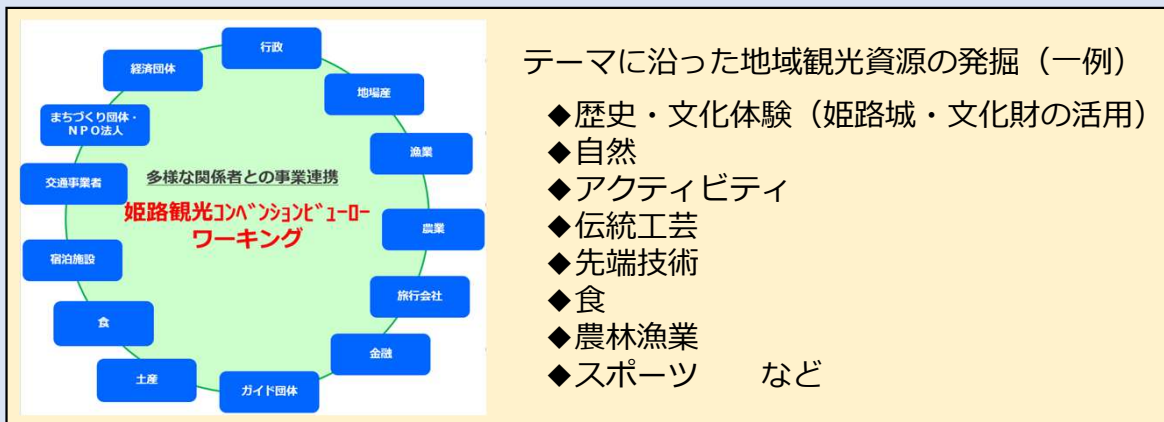 行政
地場産
漁業
農業
旅行会社
金融
ガイド団体
土産
食
宿泊施設
交通事業者
まちづくり団体・
ＮＰＯ法人
経済団体
多様な関係者との事業連携
姫路観光ｺﾝﾍﾞﾝｼｮﾝﾋﾞｭｰﾛｰ
ワーキング
テーマに沿った地域観光資源の発掘（一例）
◆歴史・文化体験（姫路城・文化財の活用）
◆自然
◆アクティビティ
◆伝統工芸
◆先端技術
◆食
◆農林漁業
◆スポーツ　　など